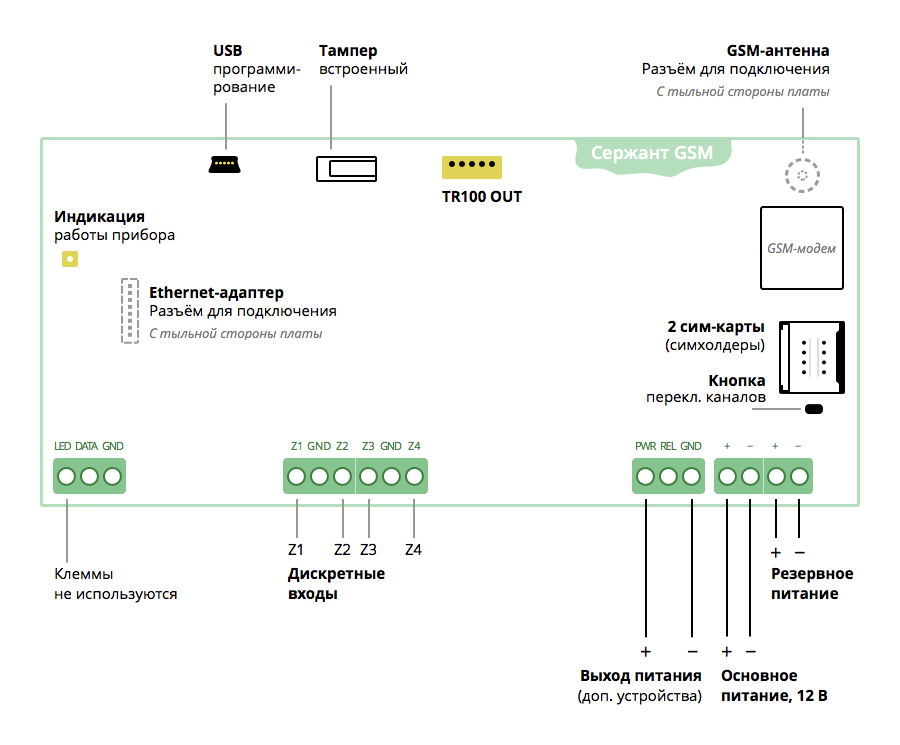 USB
программи-
рование
Тампер
встроенный
GSM-антенна
Разъём для подключения
С тыльной стороны платы
Сержант GSM
TR100 OUT
Индикация
работы прибора
GSM-модем
Ethernet-адаптер
Разъём для подключения
С тыльной стороны платы
2 сим-карты
(симхолдеры)
Кнопка
перекл. каналов
LED DATA GND
Z1 GND Z2 Z3 GND Z4
PWR REL GND + − + −
Z1 Z2 Z3 Z4
+ −
Клеммы
не используются
Дискретные
входы
Резервное
питание
+ − + −
Выход питания
(доп. устройства)
Основное
питание, 12 В